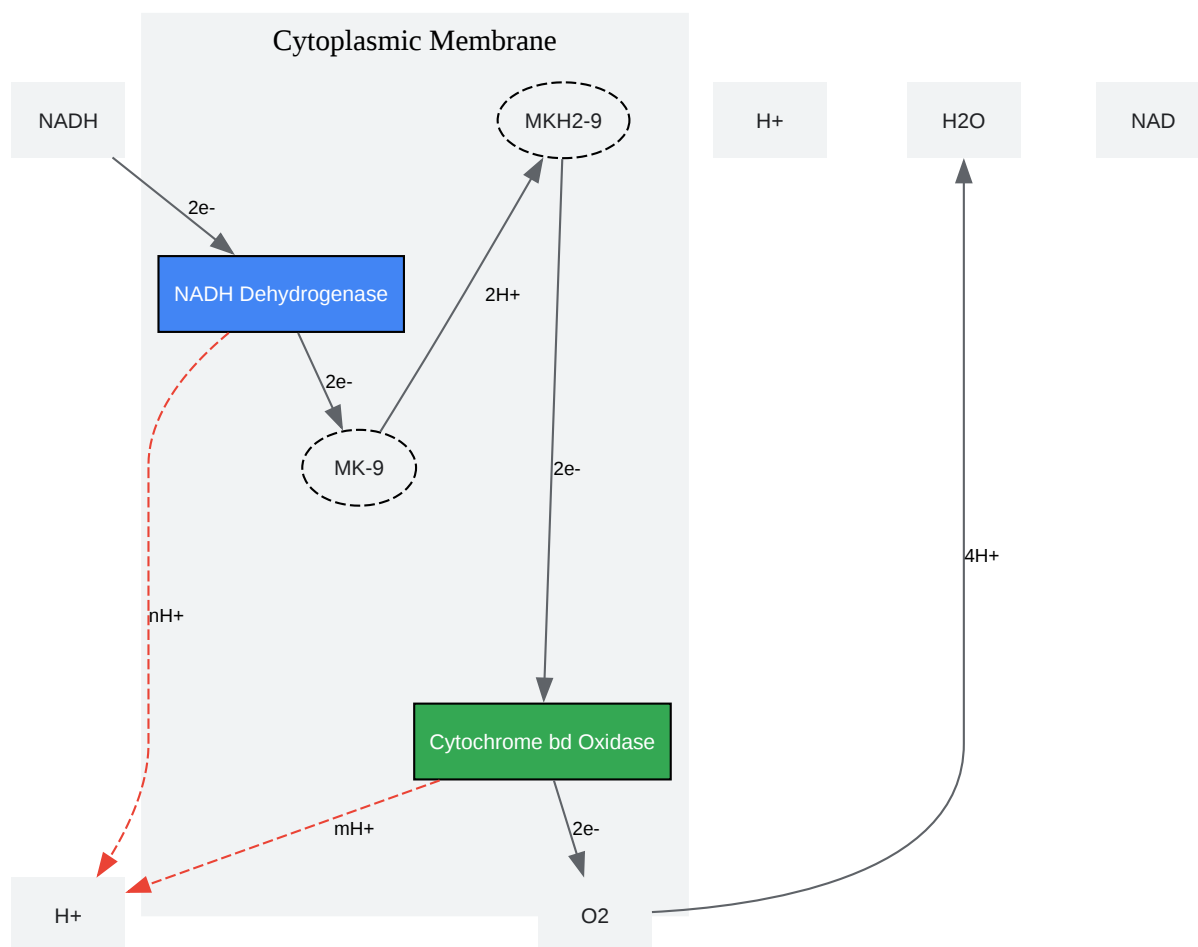 Cytoplasmic Membrane
NADH
MKH2-9
H+
H2O
NAD
2e-
NADH Dehydrogenase
2H+
2e-
MK-9
2e-
4H+
nH+
Cytochrome bd Oxidase
mH+
2e-
H+
O2